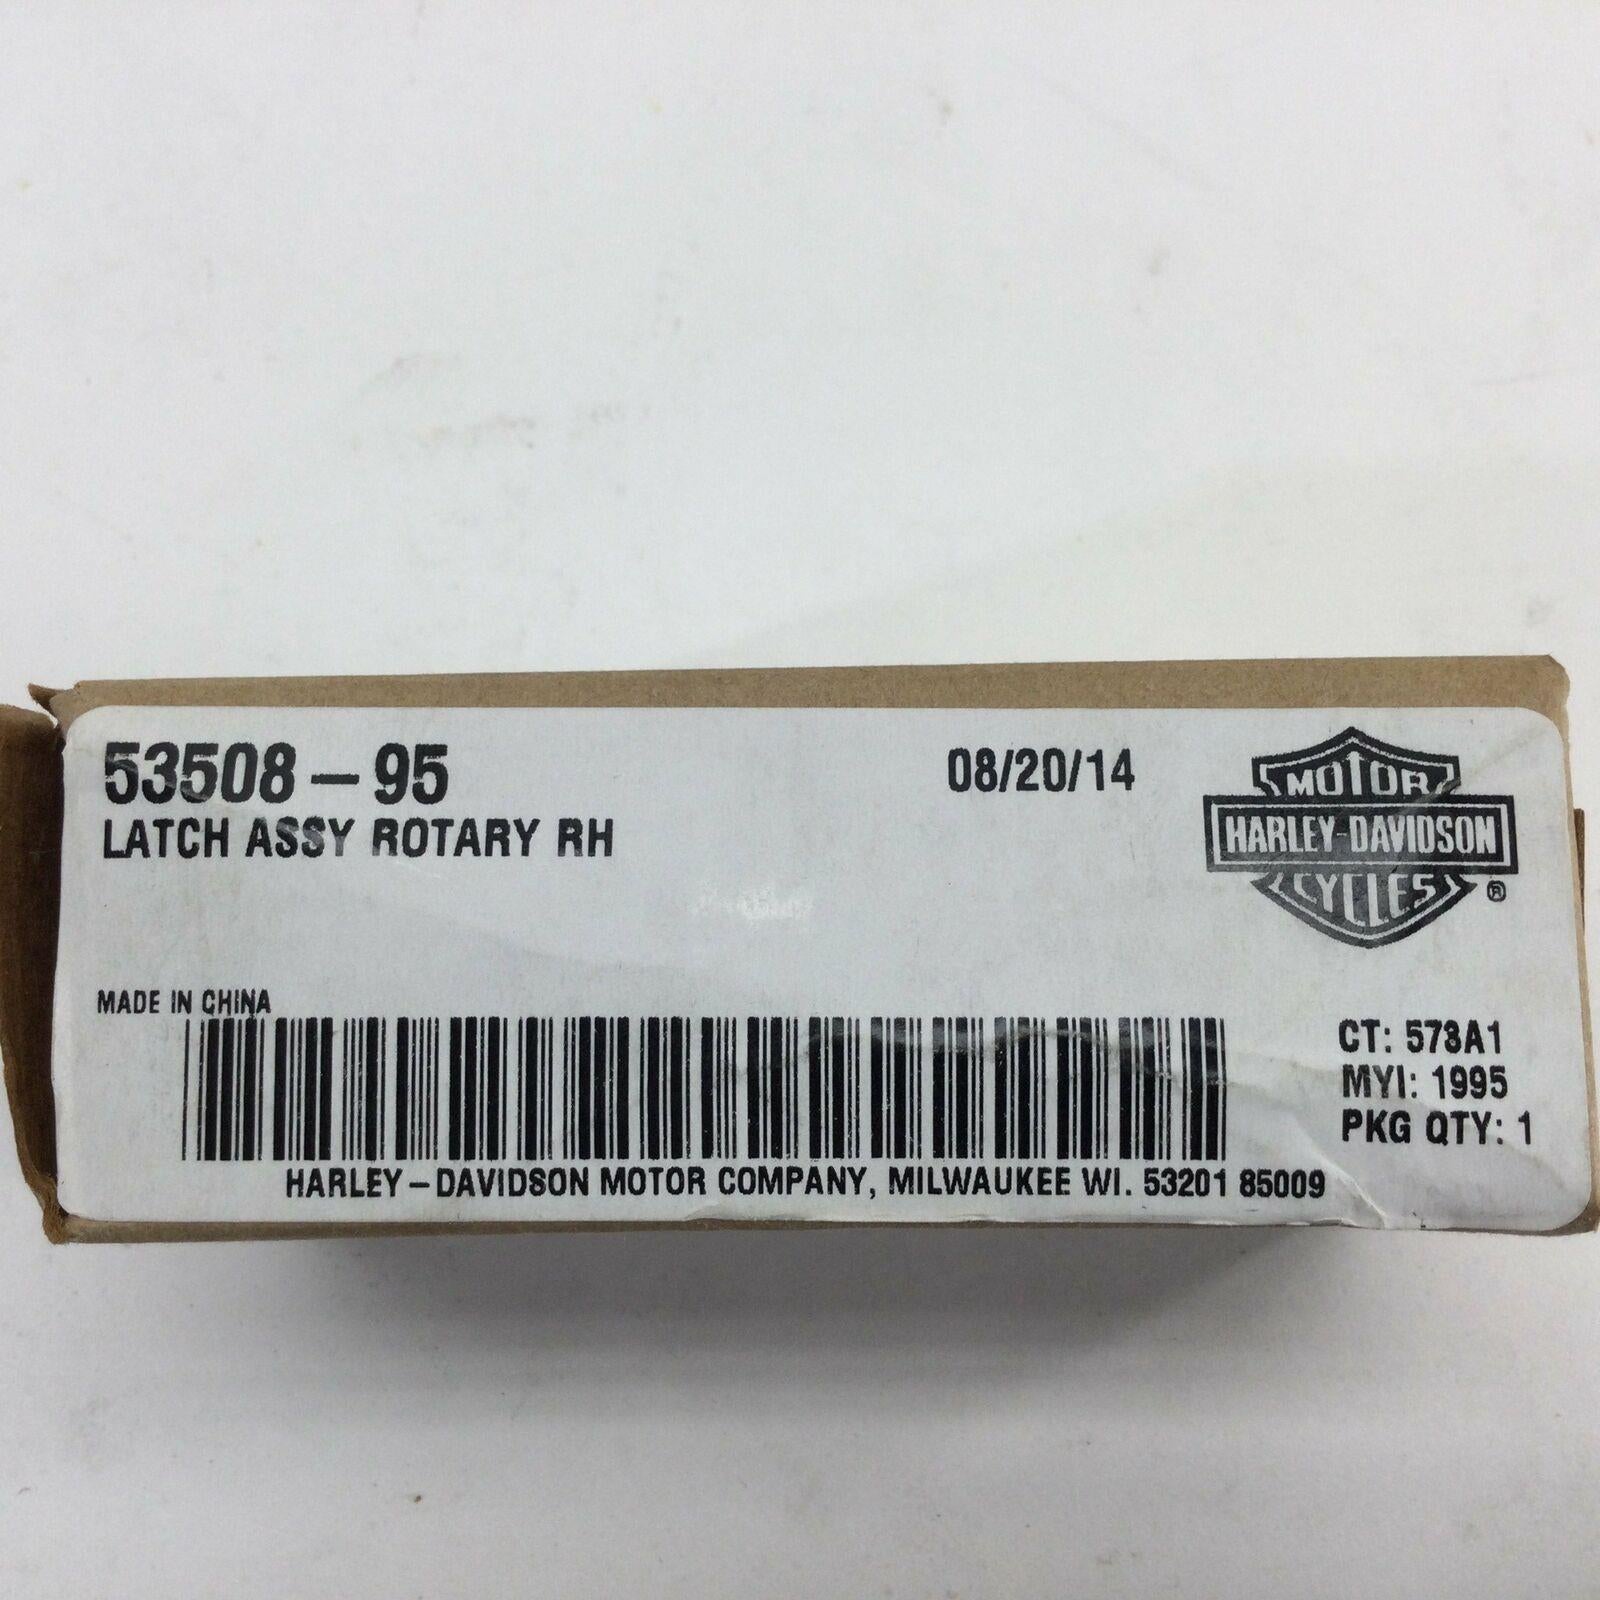 53508-95
08/20/14
LATCH ASSY ROTARY RH
MOTOR
HARLEY-DAVIDSON
CYCLES
®
MADE IN CHINA
CT: 573A1
MYI: 1995
PKG QTY: 1
HARLEY-DAVIDSON MOTOR COMPANY, MILWAUKEE WI. 53201 85009